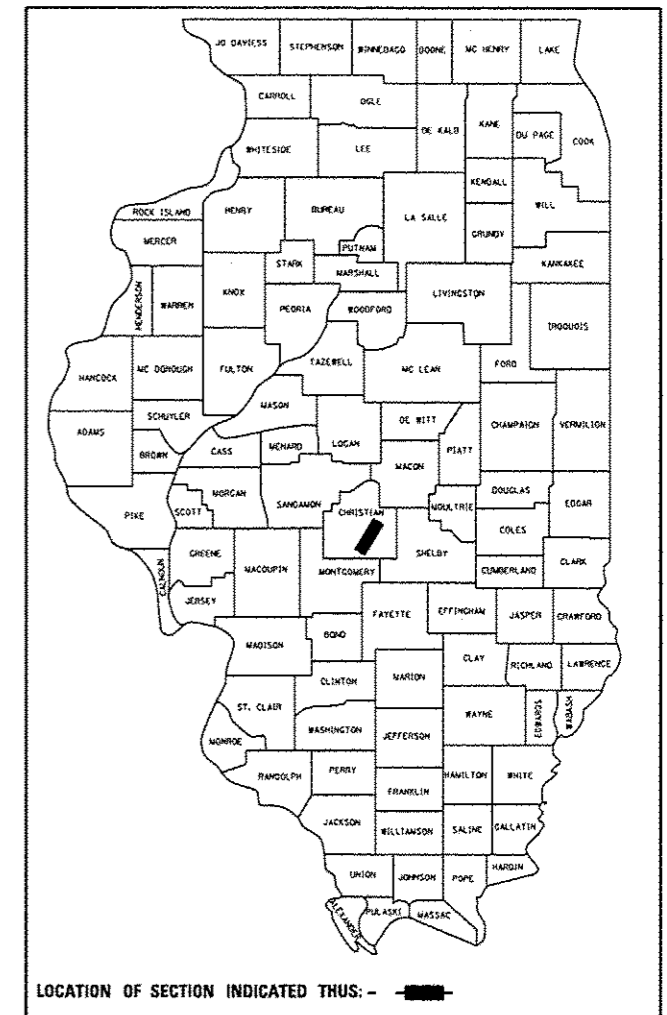 JO DAVIESS STEPHENSON WINNEBAGO BOONE MC HENRY LAKE
CARROLL OGLE DE KALB KANE DU PAGE COOK
WHITESIDE LEE KENDALL WILL
ROCK ISLAND HENRY BUREAU LA SALLE GRUNDY
MERCER PUTNAM KANKAKEE
HENDERSON WARREN KNOX STARK MARSHALL LIVINGSTON
PEORIA WOODFORD IROQUOIS
HANCOCK MC DONOUGH FULTON TAZEWELL MC LEAN FORD
SCHUYLER MASON DE WITT CHAMPAIGN VERMILION
ADAMS BROWN CASS MENARD LOGAN PIATT
MACON
PIKE SCOTT MORGAN SANGAMON CHRISTIAN MOULTRIE DOUGLAS EDGAR
COLES
CALHOUN GREENE MACOUPIN MONTGOMERY SHELBY CUMBERLAND CLARK
JERSEY FAYETTE EFFINGHAM JASPER CRAWFORD
MADISON BOND
CLAY RICHLAND LAWRENCE
CLINTON MARION
ST. CLAIR WAYNE EDWARDS WABASH
MONROE WASHINGTON JEFFERSON
RANDOLPH PERRY HAMILTON WHITE
FRANKLIN
JACKSON WILLIAMSON SALINE GALLATIN
UNION JOHNSON POPE HARDIN
ALEXANDER PULASKI MASSAC
LOCATION OF SECTION INDICATED THUS: -